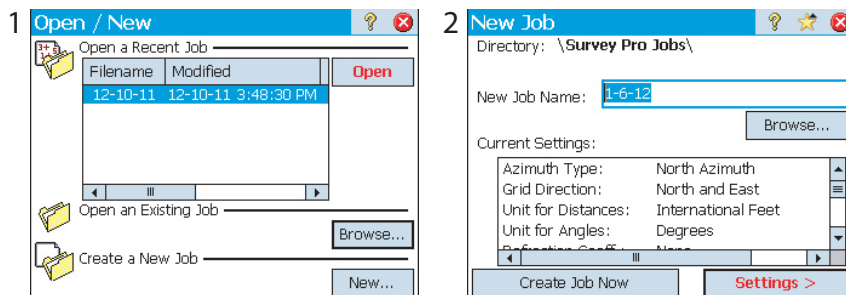 1 Open / New
Open a Recent Job
Filename Modified
Open
12-10-11 12-10-11 3:48:30 PM
Open an Existing Job
Browse...
Create a New Job
New...
2 New Job
Directory: \Survey Pro Jobs\
New Job Name: 1-6-12
Browse...
Current Settings:
Azimuth Type: North Azimuth
Grid Direction: North and East
Unit for Distances: International Feet
Unit for Angles: Degrees
Create Job Now
Settings >